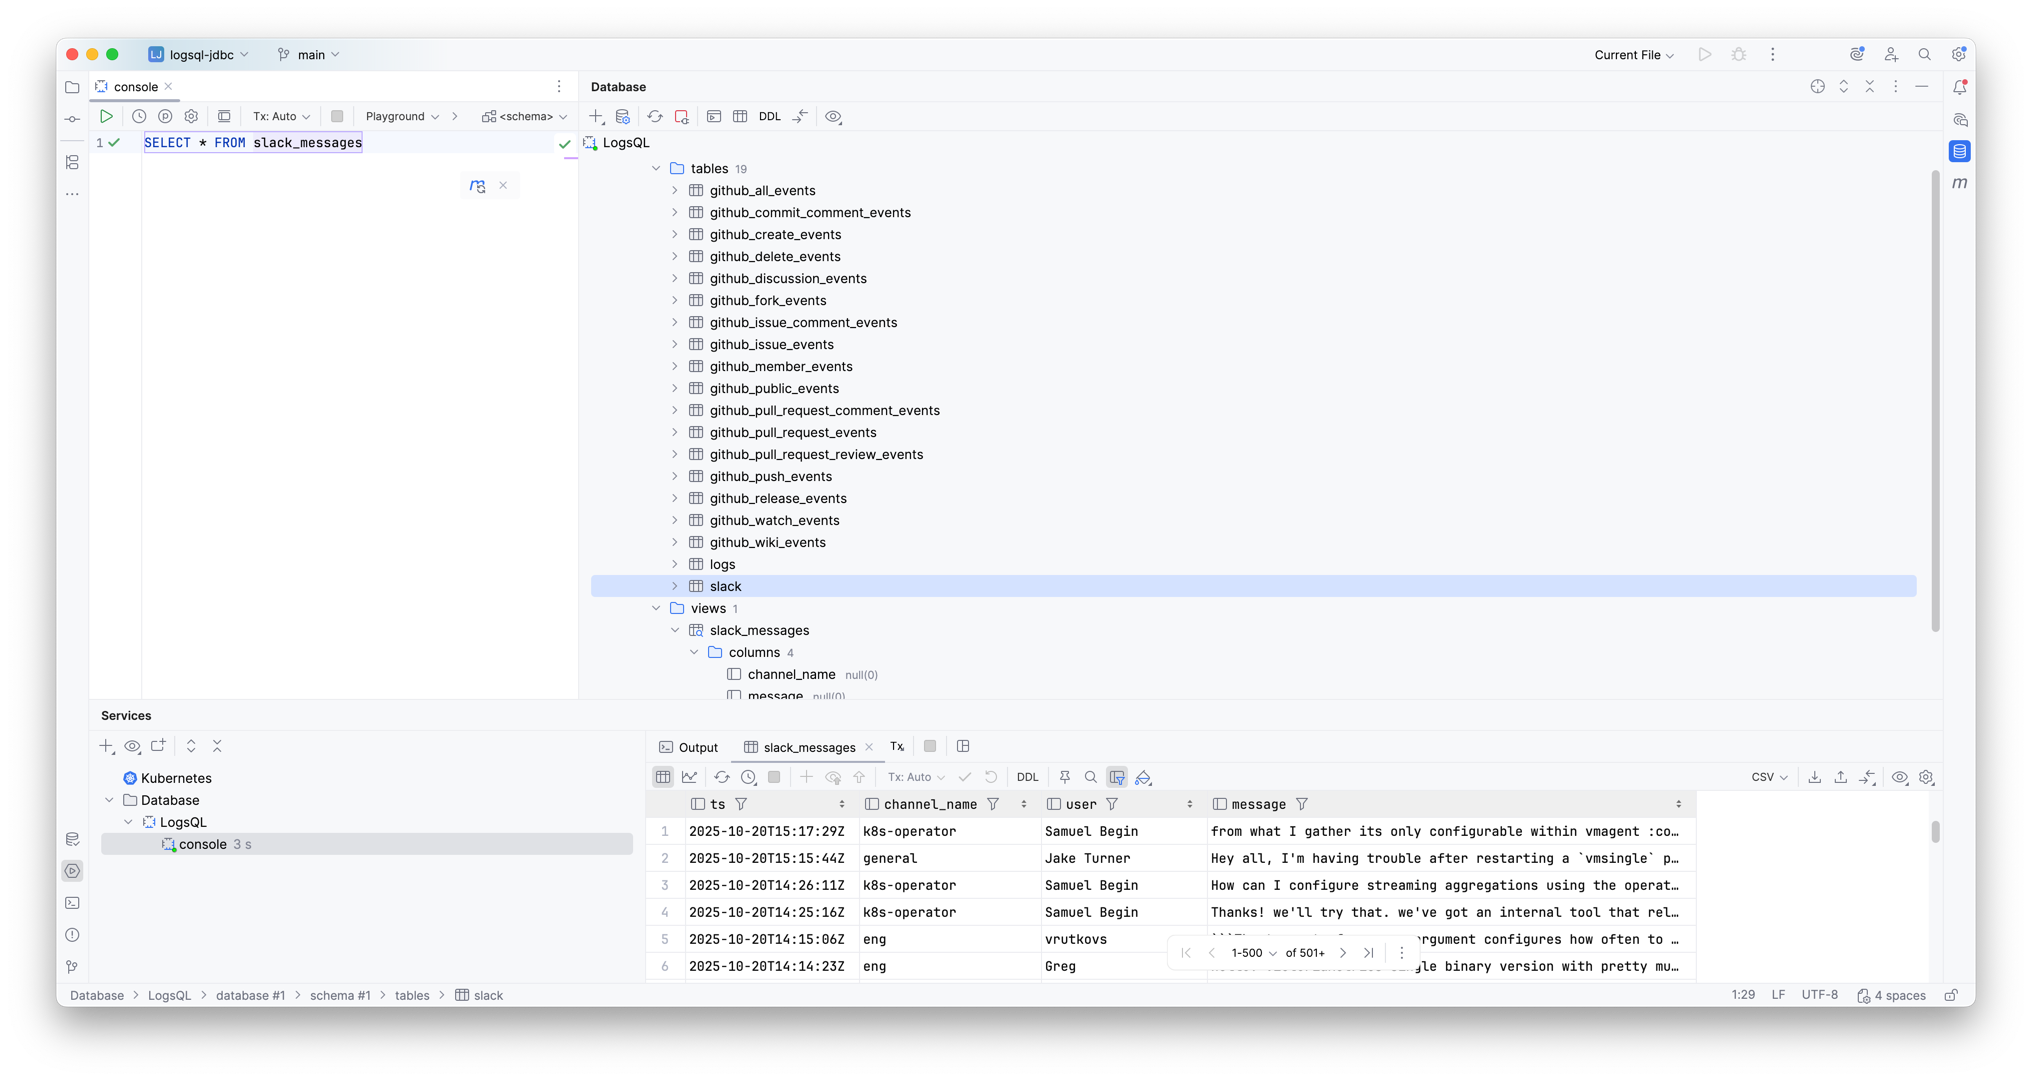 LJ logsql-jdbc main Current File
console
Database
Tx: Auto Playground <schema> DDL
1 SELECT * FROM slack_messages
LogsQL
tables 19
github_all_events
github_commit_comment_events
github_create_events
github_delete_events
github_discussion_events
github_fork_events
github_issue_comment_events
github_issue_events
github_member_events
github_public_events
github_pull_request_comment_events
github_pull_request_events
github_pull_request_review_events
github_push_events
github_release_events
github_watch_events
github_wiki_events
logs
slack
views 1
slack_messages
columns 4
channel_name null(0)
message null(0)
Services
Kubernetes
Database
LogsQL
console 3 s
Output slack_messages Tx
Tx: Auto DDL CSV
ts channel_name user message
1 2025-10-20T15:17:29Z k8s-operator Samuel Begin from what I gather its only configurable within vmagent :co…
2 2025-10-20T15:15:44Z general Jake Turner Hey all, I'm having trouble after restarting a `vmsingle` p…
3 2025-10-20T14:26:11Z k8s-operator Samuel Begin How can I configure streaming aggregations using the operat…
4 2025-10-20T14:25:16Z k8s-operator Samuel Begin Thanks! we'll try that. we've got an internal tool that rel…
5 2025-10-20T14:15:06Z eng vrutkovs argument configures how often to …
1-500 of 501+
6 2025-10-20T14:14:23Z eng Greg binary version with pretty mu…
Database LogsQL database #1 schema #1 tables slack 1:29 LF UTF-8 4 spaces